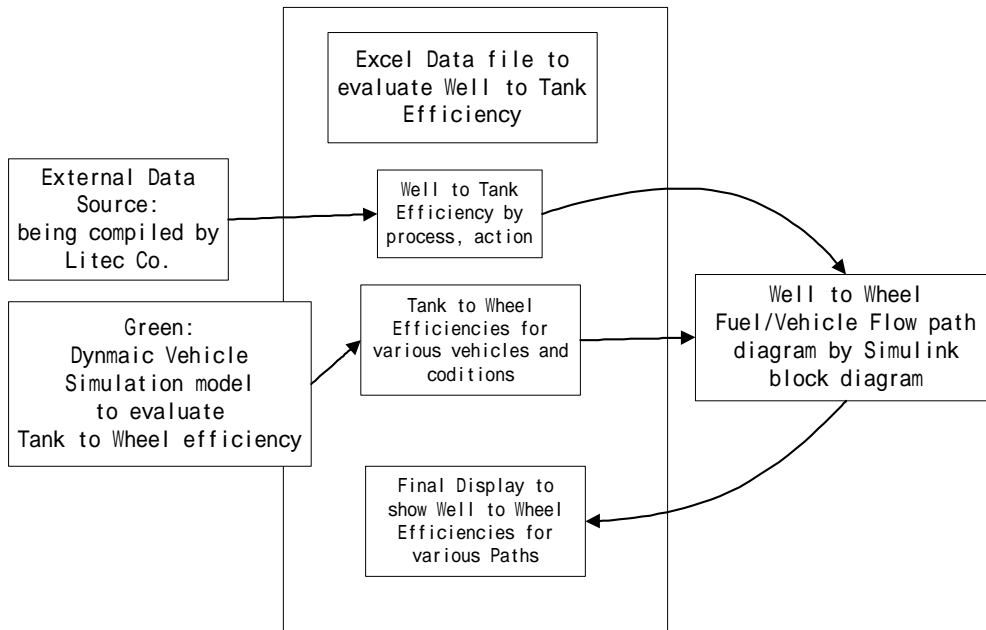 Excel Data file to
evaluate Well to Tank
Efficiency
External Data
Source:
being compiled by
Litec Co.
Well to Tank
Efficiency by
process, action
Green:
Dynmaic Vehicle
Simulation model
to evaluate
Tank to Wheel efficiency
Tank to Wheel
Efficiencies for
various vehicles and
coditions
Well to Wheel
Fuel/Vehicle Flow path
diagram by Simulink
block diagram
Final Display to
show Well to Wheel
Efficiencies for
various Paths